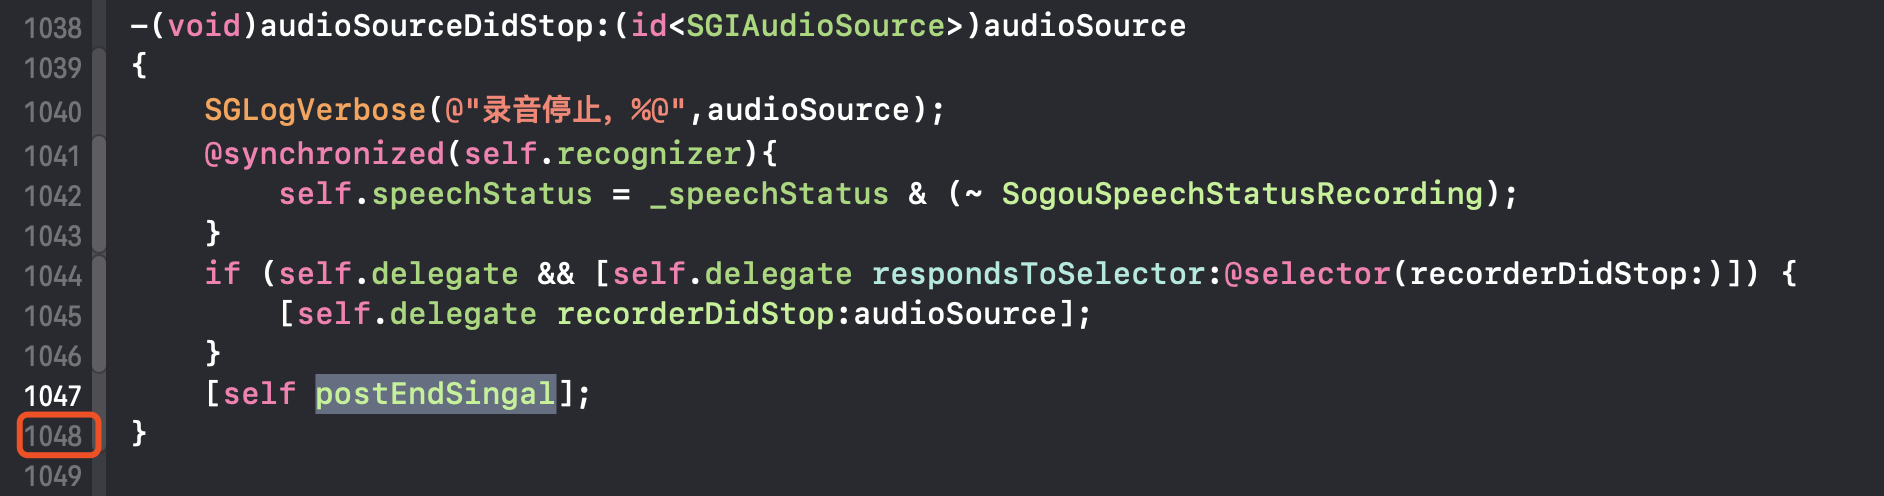 1038 -(void)audioSourceDidStop:(id<SGIAudioSource>)audioSource
1039 {
1040 SGLogVerbose(@"录音停止，%@",audioSource);
1041 @synchronized(self.recognizer){
1042 self.speechStatus = _speechStatus & (~ SogouSpeechStatusRecording);
1043 }
1044 if (self.delegate && [self.delegate respondsToSelector:@selector(recorderDidStop:)]) {
1045 [self.delegate recorderDidStop:audioSource];
1046 }
1047 [self postEndSingal];
1048 }
1049